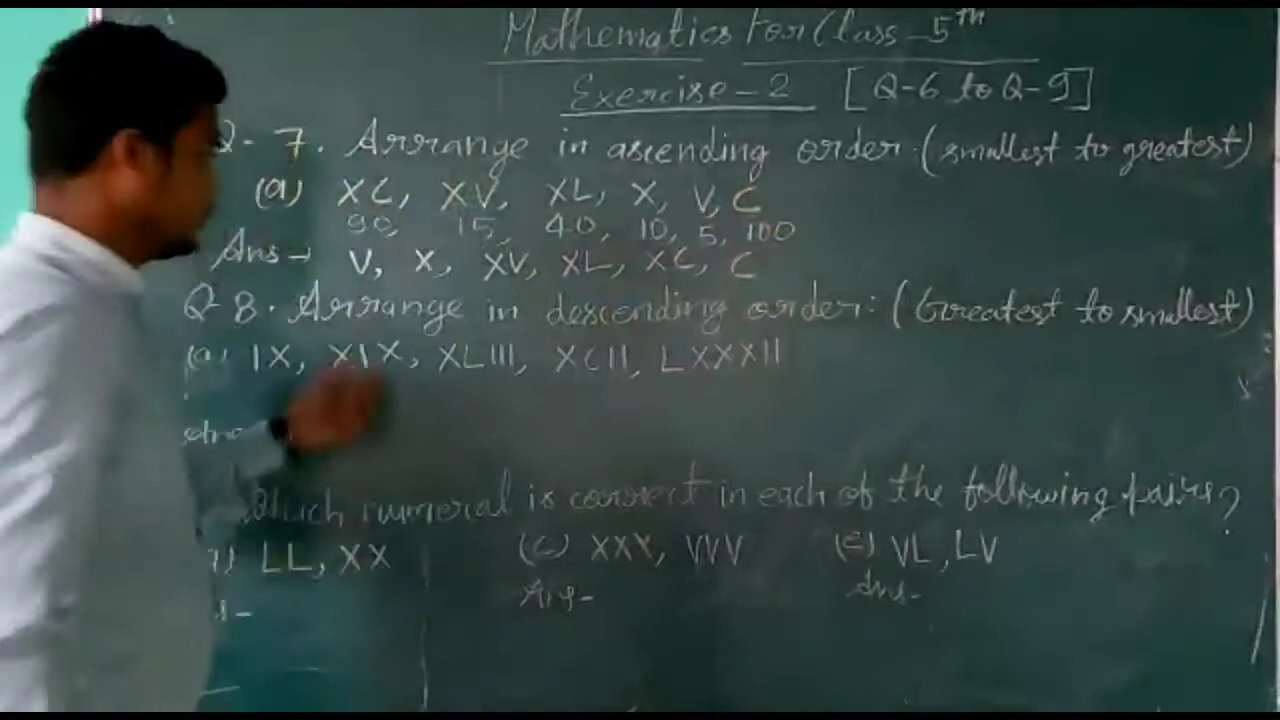 Mathematics for Class-5th
Exercise-2 [Q-6 to Q-9]
Q-7. Arrange in ascending order:(smallest to greatest)
(a) XC, XV, XL, X, V, C
90, 15, 40, 10, 5, 100
Ans→ V, X, XV, XL, XC, C
Q-8. Arrange in descending order:(Greatest to smallest)
(a) IX, XIX, XLIII, XCII, LXXXII
Which numeral is correct in each of the following pairs?
LL, XX (c) XXX, VVV (e) VL, LV
Ans- Ans-